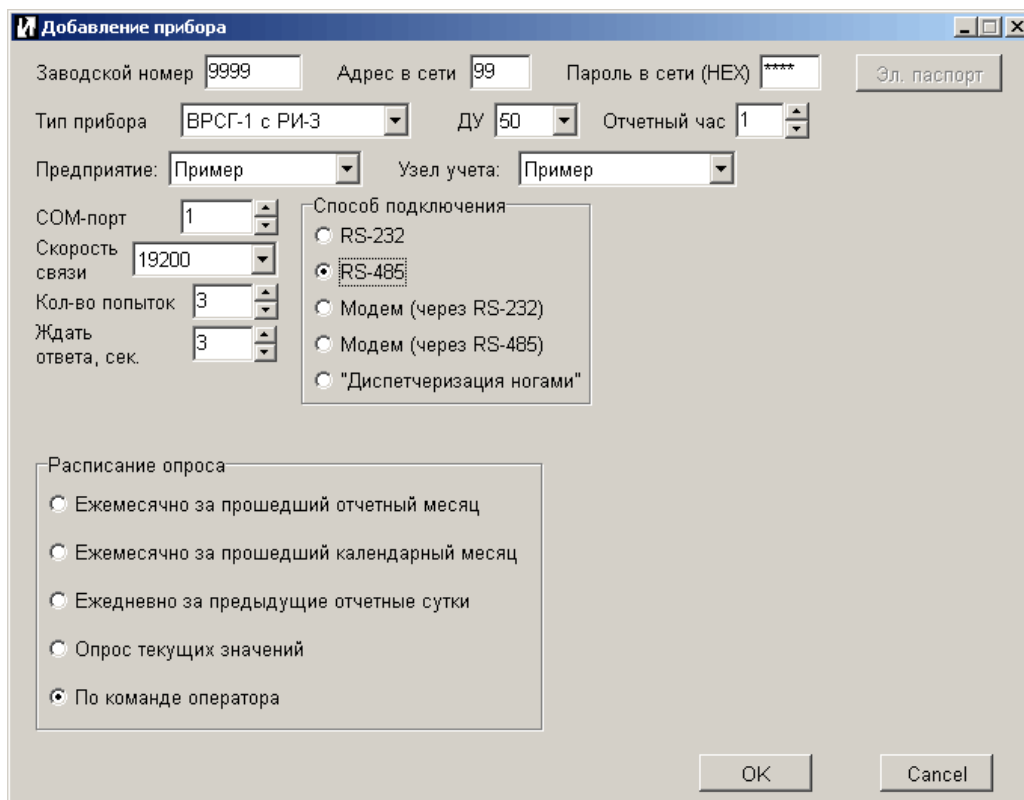 Добавление прибора
Заводской номер 9999 Адрес в сети 99 Пароль в сети (HEX) **** Эл. паспорт
Тип прибора ВРСГ-1 с РИ-3 ДУ 50 Отчетный час 1
Предприятие: Пример Узел учета: Пример
COM-порт 1
Скорость связи 19200
Кол-во попыток 3
Ждать ответа, сек. 3
Способ подключения
RS-232
RS-485
Модем (через RS-232)
Модем (через RS-485)
"Диспетчеризация ногами"
Расписание опроса
Ежемесячно за прошедший отчетный месяц
Ежемесячно за прошедший календарный месяц
Ежедневно за предыдущие отчетные сутки
Опрос текущих значений
По команде оператора
OK Cancel